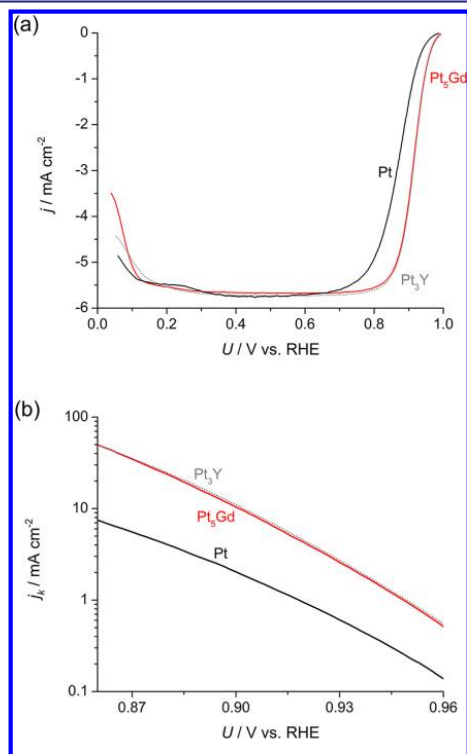 (a)
0
-1
-2
-3
-4
-5
-6
j / mA cm⁻²
Pt₅Gd
Pt
Pt₃Y
0.0 0.2 0.4 0.6 0.8 1.0
U / V vs. RHE
(b)
100
10
1
0.1
jₖ / mA cm⁻²
Pt₃Y
Pt₅Gd
Pt
0.87 0.90 0.93 0.96
U / V vs. RHE